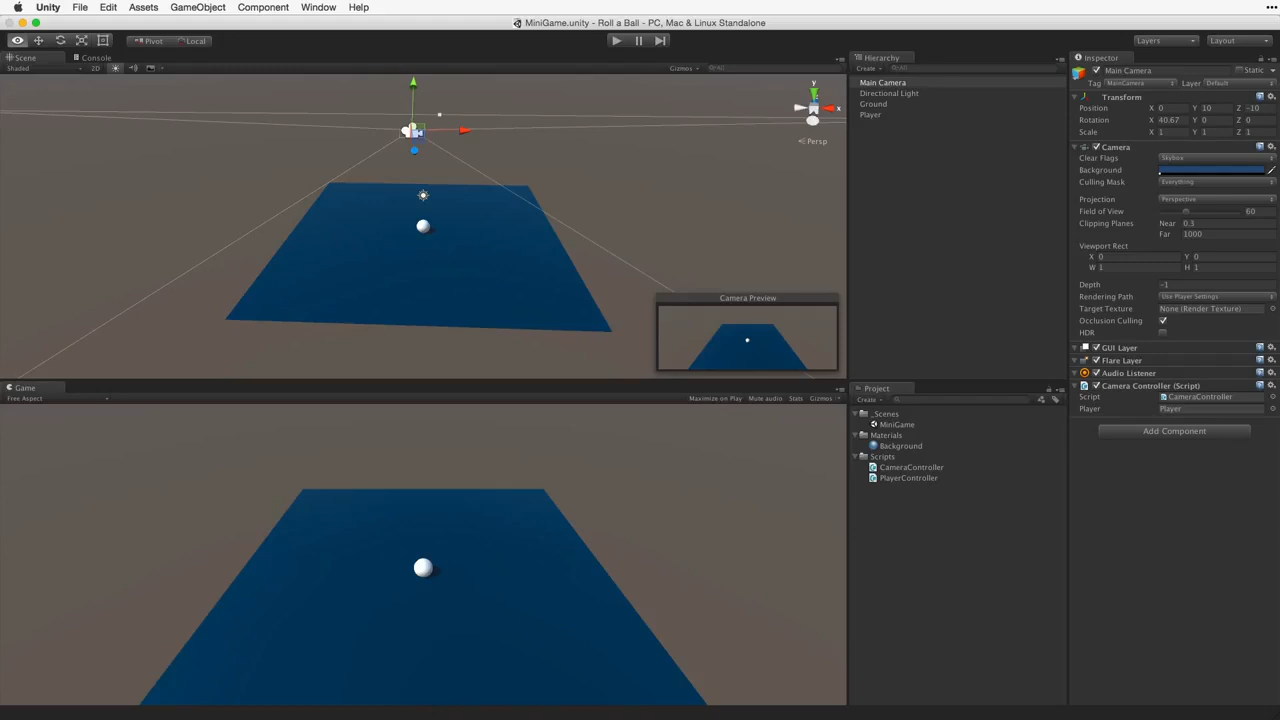 Unity File Edit Assets GameObject Component Window Help
MiniGame.unity - Roll a Ball - PC, Mac & Linux Standalone
Pivot Local Layers Layout
Scene Console
Shaded 2D Gizmos All
y
x
Persp
Camera Preview
Game
Free Aspect Maximize on Play Mute audio Stats Gizmos
Hierarchy
Create All
Main Camera
Directional Light
Ground
Player
Project
Create
_Scenes
MiniGame
Materials
Background
Scripts
CameraController
PlayerController
Inspector
Main Camera Static
Tag MainCamera Layer Default
Transform
Position X 0 Y 10 Z -10
Rotation X 40.67 Y 0 Z 0
Scale X 1 Y 1 Z 1
Camera
Clear Flags Skybox
Background
Culling Mask Everything
Projection Perspective
Field of View 60
Clipping Planes Near 0.3
Far 1000
Viewport Rect
X 0 Y 0
W 1 H 1
Depth -1
Rendering Path Use Player Settings
Target Texture None (Render Texture)
Occlusion Culling
HDR
GUI Layer
Flare Layer
Audio Listener
Camera Controller (Script)
Script CameraController
Player Player
Add Component